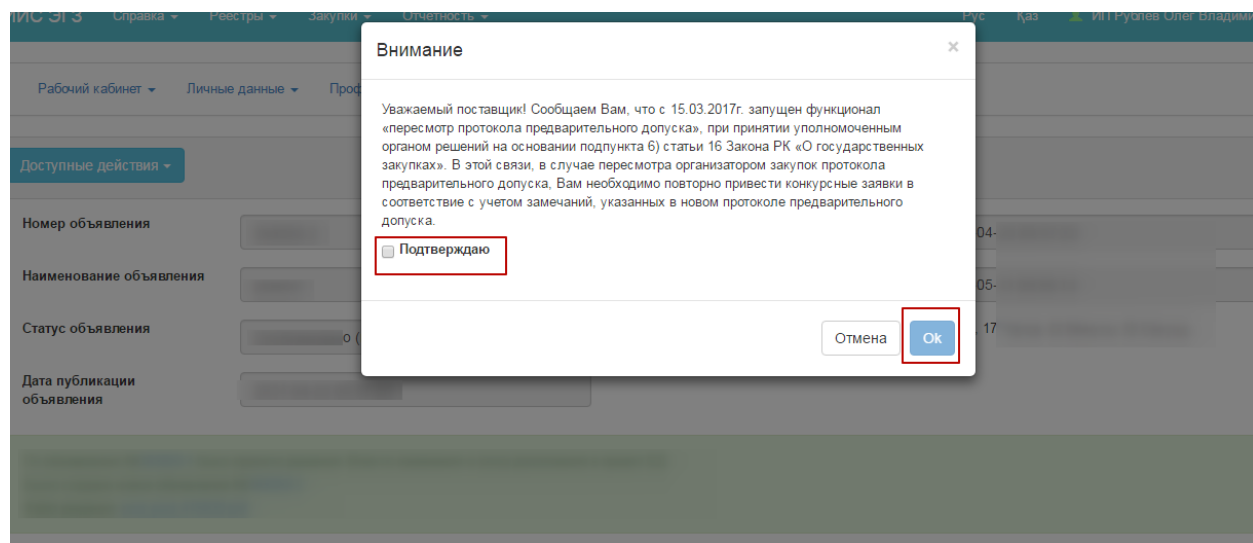 ИИС ЭГЗ Справка Реестры Закупки Отчетность Рус Қаз ИП Рублев Олег Владими
Внимание ×
Рабочий кабинет Личные данные Проф
Уважаемый поставщик! Сообщаем Вам, что с 15.03.2017г. запущен функционал
«пересмотр протокола предварительного допуска», при принятии уполномоченным
органом решений на основании подпункта 6) статьи 16 Закона РК «О государственных
закупках». В этой связи, в случае пересмотра организатором закупок протокола
предварительного допуска, Вам необходимо повторно привести конкурсные заявки в
соответствие с учетом замечаний, указанных в новом протоколе предварительного
допуска.
Подтверждаю
Отмена Ok
Доступные действия
Номер объявления 04-
Наименование объявления 05-
Статус объявления о ( , 17
Дата публикации
объявления